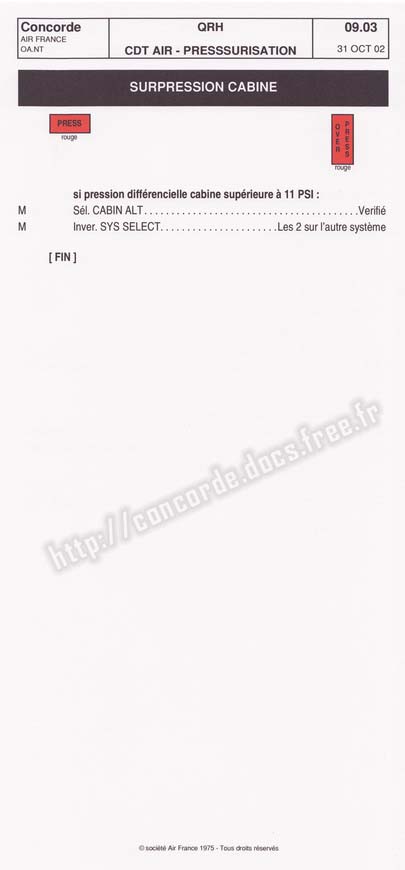 Concorde QRH 09.03
AIR FRANCE
OA.NT CDT AIR - PRESSSURISATION 31 OCT 02
SURPRESSION CABINE
PRESS
rouge
OVER PRESS
rouge
si pression différencielle cabine supérieure à 11 PSI :
M Sél. CABIN ALT........................................Verifié
M Inver. SYS SELECT......................Les 2 sur l'autre système
[ FIN ]
http://concorde.docs.free.fr
© société Air France 1975 - Tous droits réservés